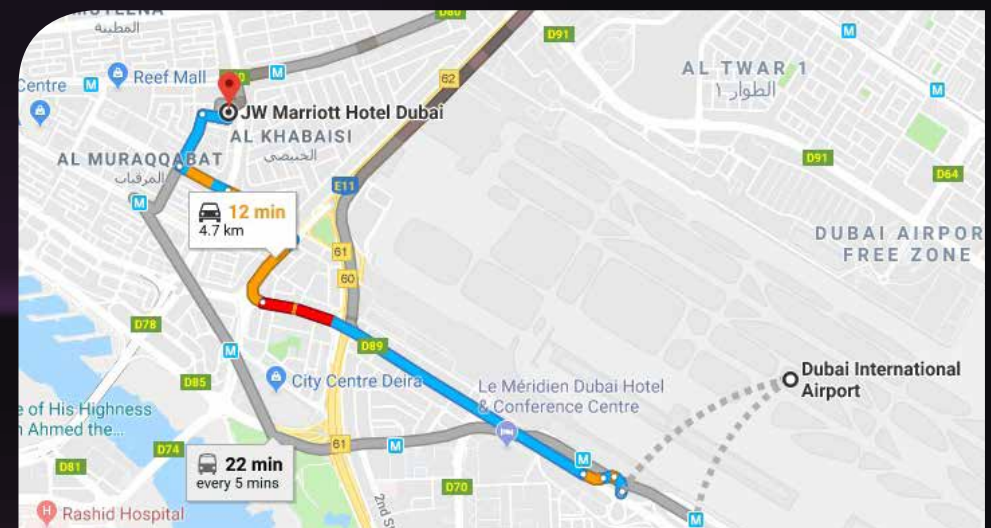 المطينة
D80
D91
Reef Mall
Centre
62
AL TWAR 1
الطوار ١
JW Marriott Hotel Dubai
AL KHABAISI
الخبيصي
AL MURAQQABAT
المرقبات
D91
D64
E11
12 min
4.7 km
61
60
DUBAI AIRPOR
FREE ZONE
D78
D89
D85
City Centre Deira
Le Méridien Dubai Hotel
& Conference Centre
Dubai International
Airport
e of His Highness
Ahmed the...
D74
D81
61
22 min
every 5 mins
D70
2nd S
Rashid Hospital
M
M
M
M
M
M
M
M
M
H